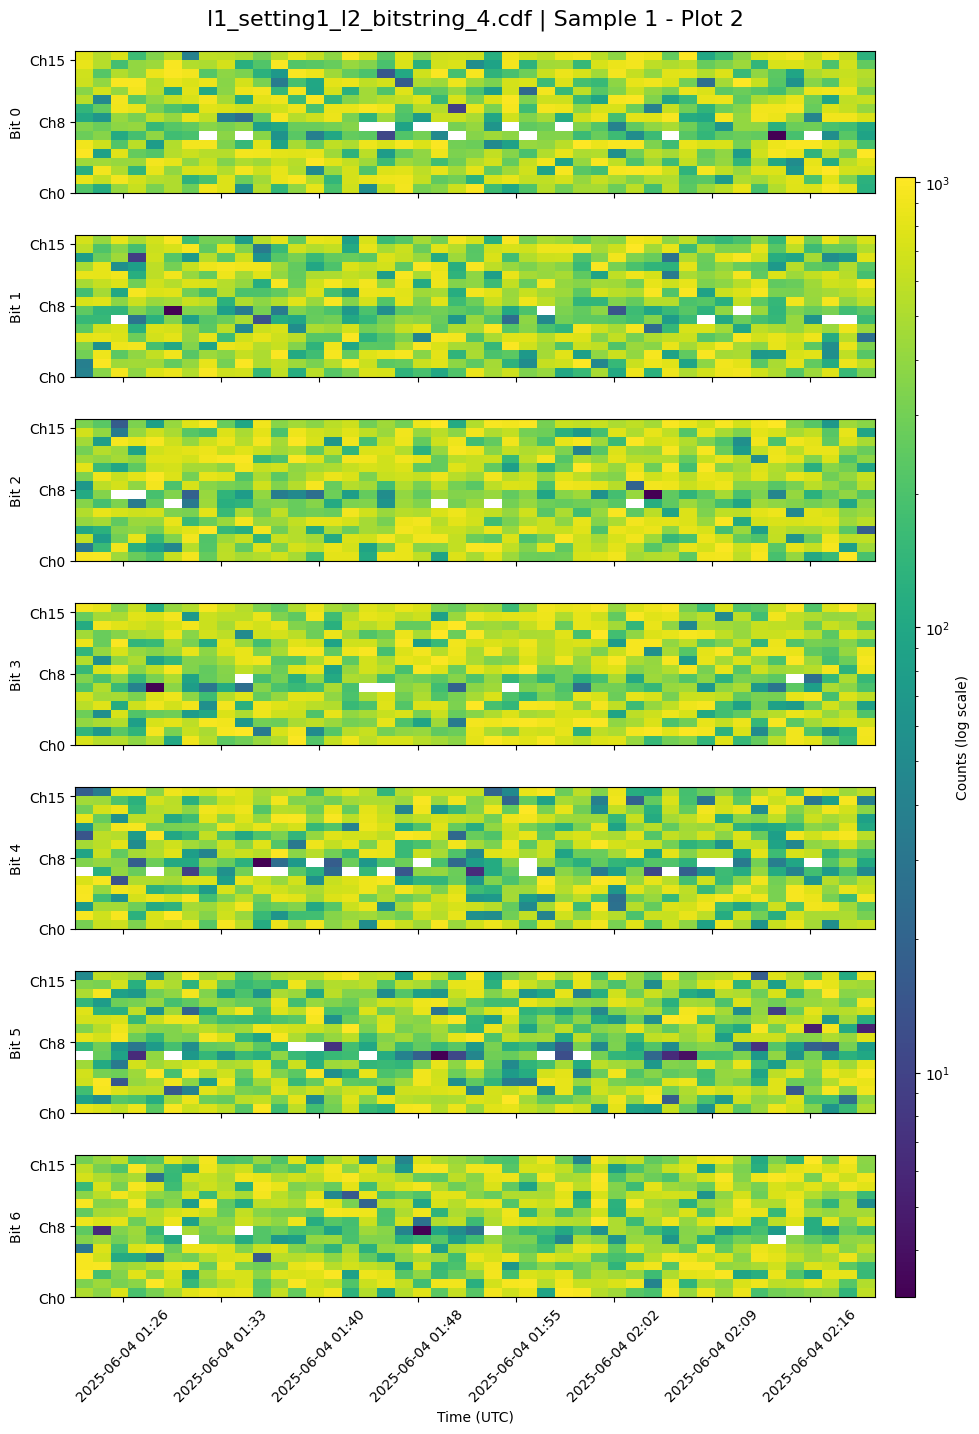 l1_setting1_l2_bitstring_4.cdf | Sample 1 - Plot 2
Bit 0
Ch15
Ch8
Ch0
Bit 1
Ch15
Ch8
Ch0
Bit 2
Ch15
Ch8
Ch0
Bit 3
Ch15
Ch8
Ch0
Bit 4
Ch15
Ch8
Ch0
Bit 5
Ch15
Ch8
Ch0
Bit 6
Ch15
Ch8
Ch0
2025-06-04 01:26
2025-06-04 01:33
2025-06-04 01:40
2025-06-04 01:48
2025-06-04 01:55
2025-06-04 02:02
2025-06-04 02:09
2025-06-04 02:16
Time (UTC)
10³
10²
10¹
Counts (log scale)